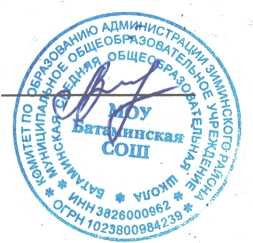 КОМИТЕТ ПО ОБРАЗОВАНИЮ АДМИНИСТРАЦИИ ЗИМИНСКОГО РАЙОНА
МУНИЦИПАЛЬНОЕ ОБЩЕОБРАЗОВАТЕЛЬНОЕ УЧРЕЖДЕНИЕ
БАТАМИНСКАЯ СРЕДНЯЯ ОБЩЕОБРАЗОВАТЕЛЬНАЯ ШКОЛА
МОУ
Батаминская
СОШ
ИНН 3826000962
ОГРН 1023800984239